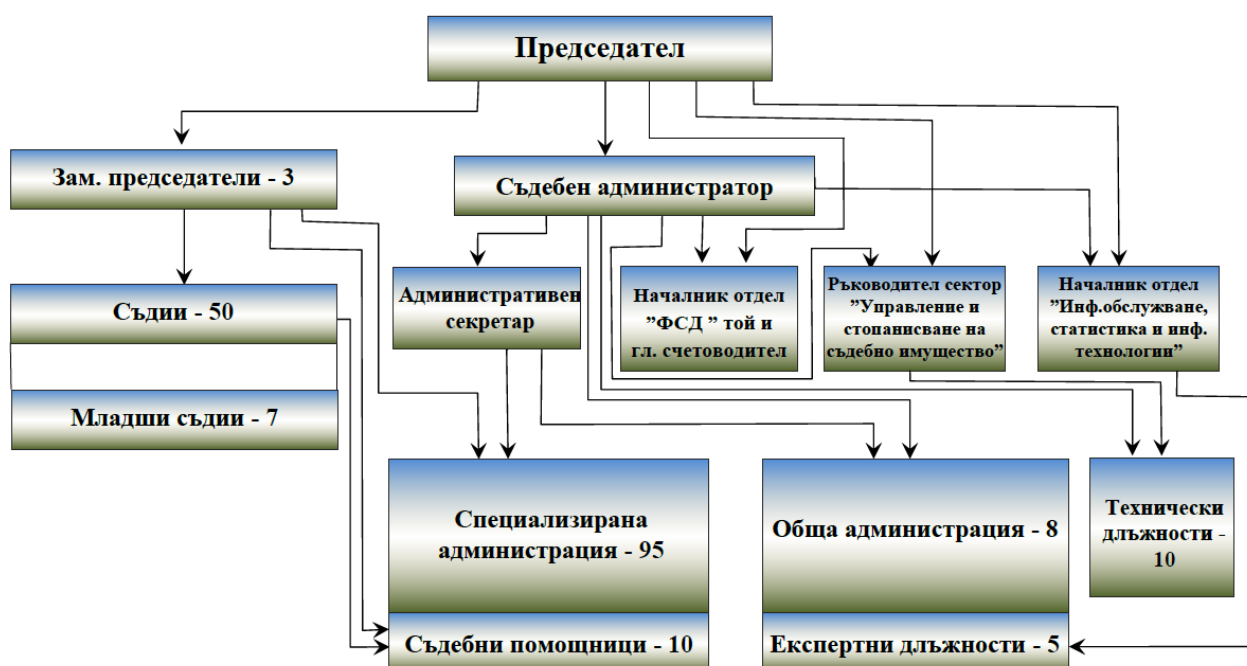 Председател
Зам. председатели - 3
Съдебен администратор
Съдии - 50
Административен
секретар
Началник отдел
”ФСД ” той и
гл. счетоводител
Ръководител сектор
”Управление и
стопанисване на
съдебно имущество”
Началник отдел
”Инф.обслужване,
статистика и инф.
технологии”
Младши съдии - 7
Специализирана
администрация - 95
Обща администрация - 8
Технически
длъжности -
10
Съдебни помощници - 10
Експертни длъжности - 5